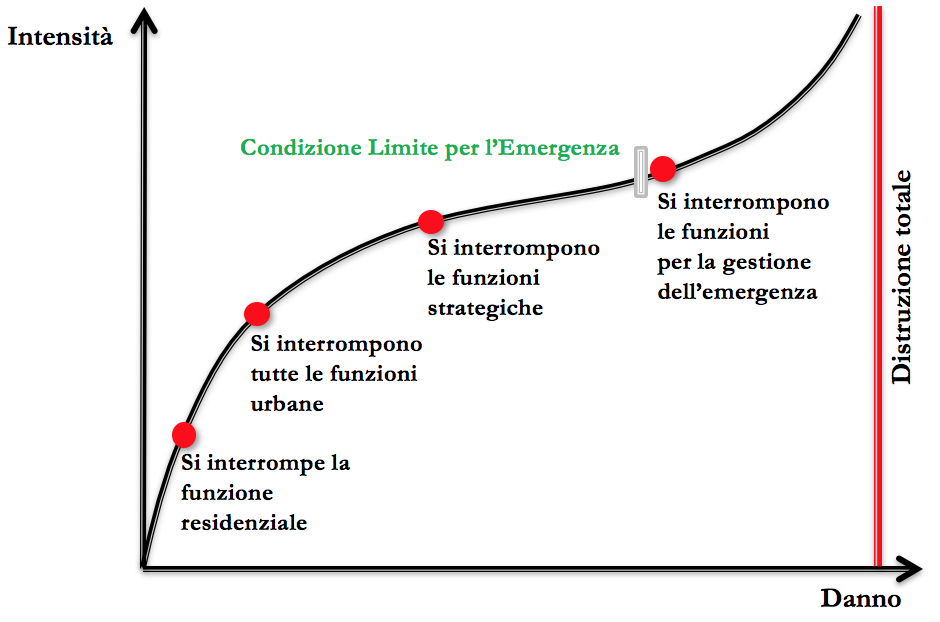 Intensità
Condizione Limite per l'Emergenza
Si interrompono
le funzioni
per la gestione
dell'emergenza
Si interrompono
le funzioni
strategiche
Si interrompono
tutte le funzioni
urbane
Si interrompe la
funzione
residenziale
Distruzione totale
Danno